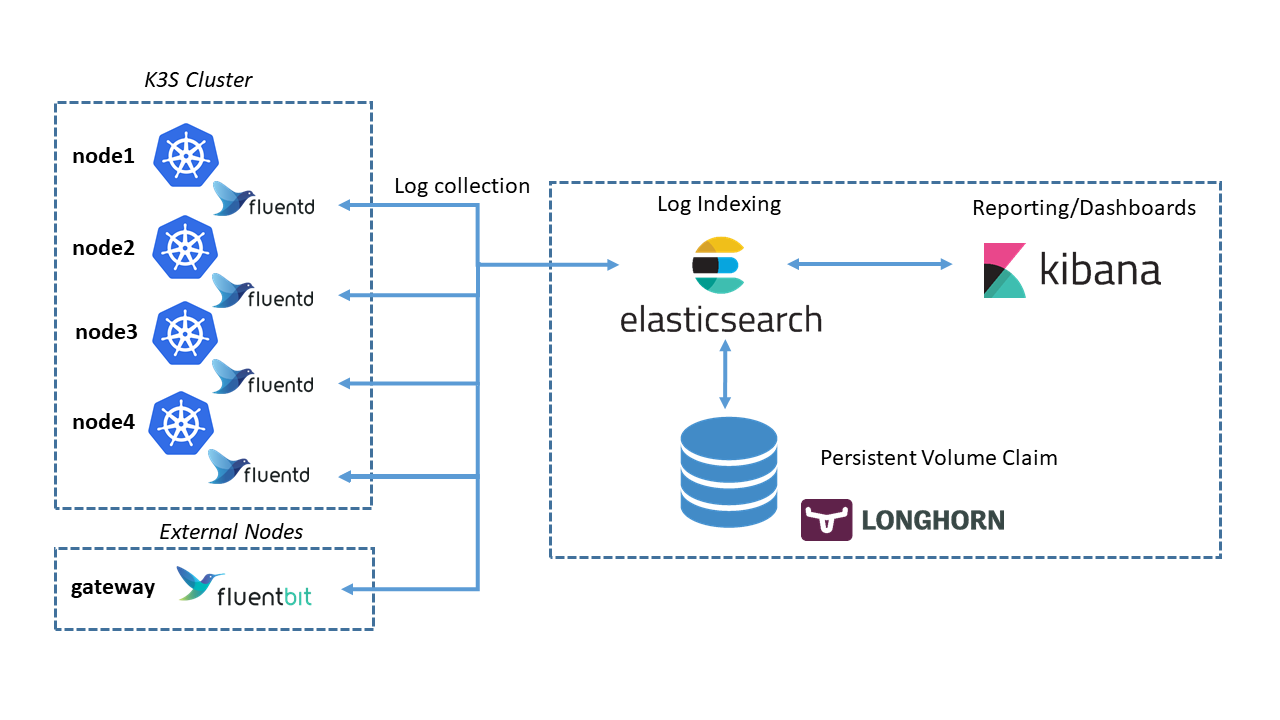 K3S Cluster
node1
fluentd
node2
fluentd
node3
fluentd
node4
fluentd
External Nodes
gateway
fluentbit
Log collection
Log Indexing
elasticsearch
Reporting/Dashboards
kibana
Persistent Volume Claim
LONGHORN